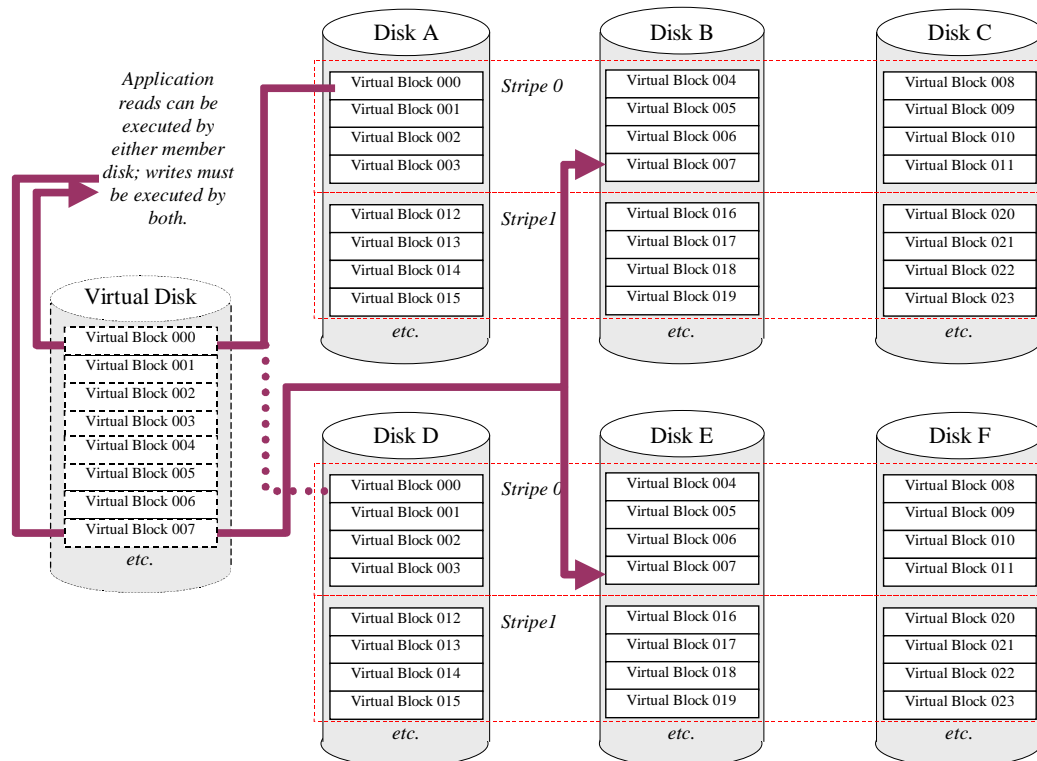 Disk A
Disk B
Disk C
Application
reads can be
executed by
either member
disk; writes must
be executed by
both.
Virtual Block 000
Virtual Block 001
Virtual Block 002
Virtual Block 003
Stripe 0
Virtual Block 004
Virtual Block 005
Virtual Block 006
Virtual Block 007
Virtual Block 008
Virtual Block 009
Virtual Block 010
Virtual Block 011
Virtual Block 012
Virtual Block 013
Virtual Block 014
Virtual Block 015
etc.
Stripe1
Virtual Block 016
Virtual Block 017
Virtual Block 018
Virtual Block 019
etc.
Virtual Block 020
Virtual Block 021
Virtual Block 022
Virtual Block 023
etc.
Virtual Disk
Virtual Block 000
Virtual Block 001
Virtual Block 002
Virtual Block 003
Virtual Block 004
Virtual Block 005
Virtual Block 006
Virtual Block 007
etc.
Disk D
Disk E
Disk F
Virtual Block 000
Virtual Block 001
Virtual Block 002
Virtual Block 003
Stripe 0
Virtual Block 004
Virtual Block 005
Virtual Block 006
Virtual Block 007
Virtual Block 008
Virtual Block 009
Virtual Block 010
Virtual Block 011
Virtual Block 012
Virtual Block 013
Virtual Block 014
Virtual Block 015
etc.
Stripe1
Virtual Block 016
Virtual Block 017
Virtual Block 018
Virtual Block 019
etc.
Virtual Block 020
Virtual Block 021
Virtual Block 022
Virtual Block 023
etc.